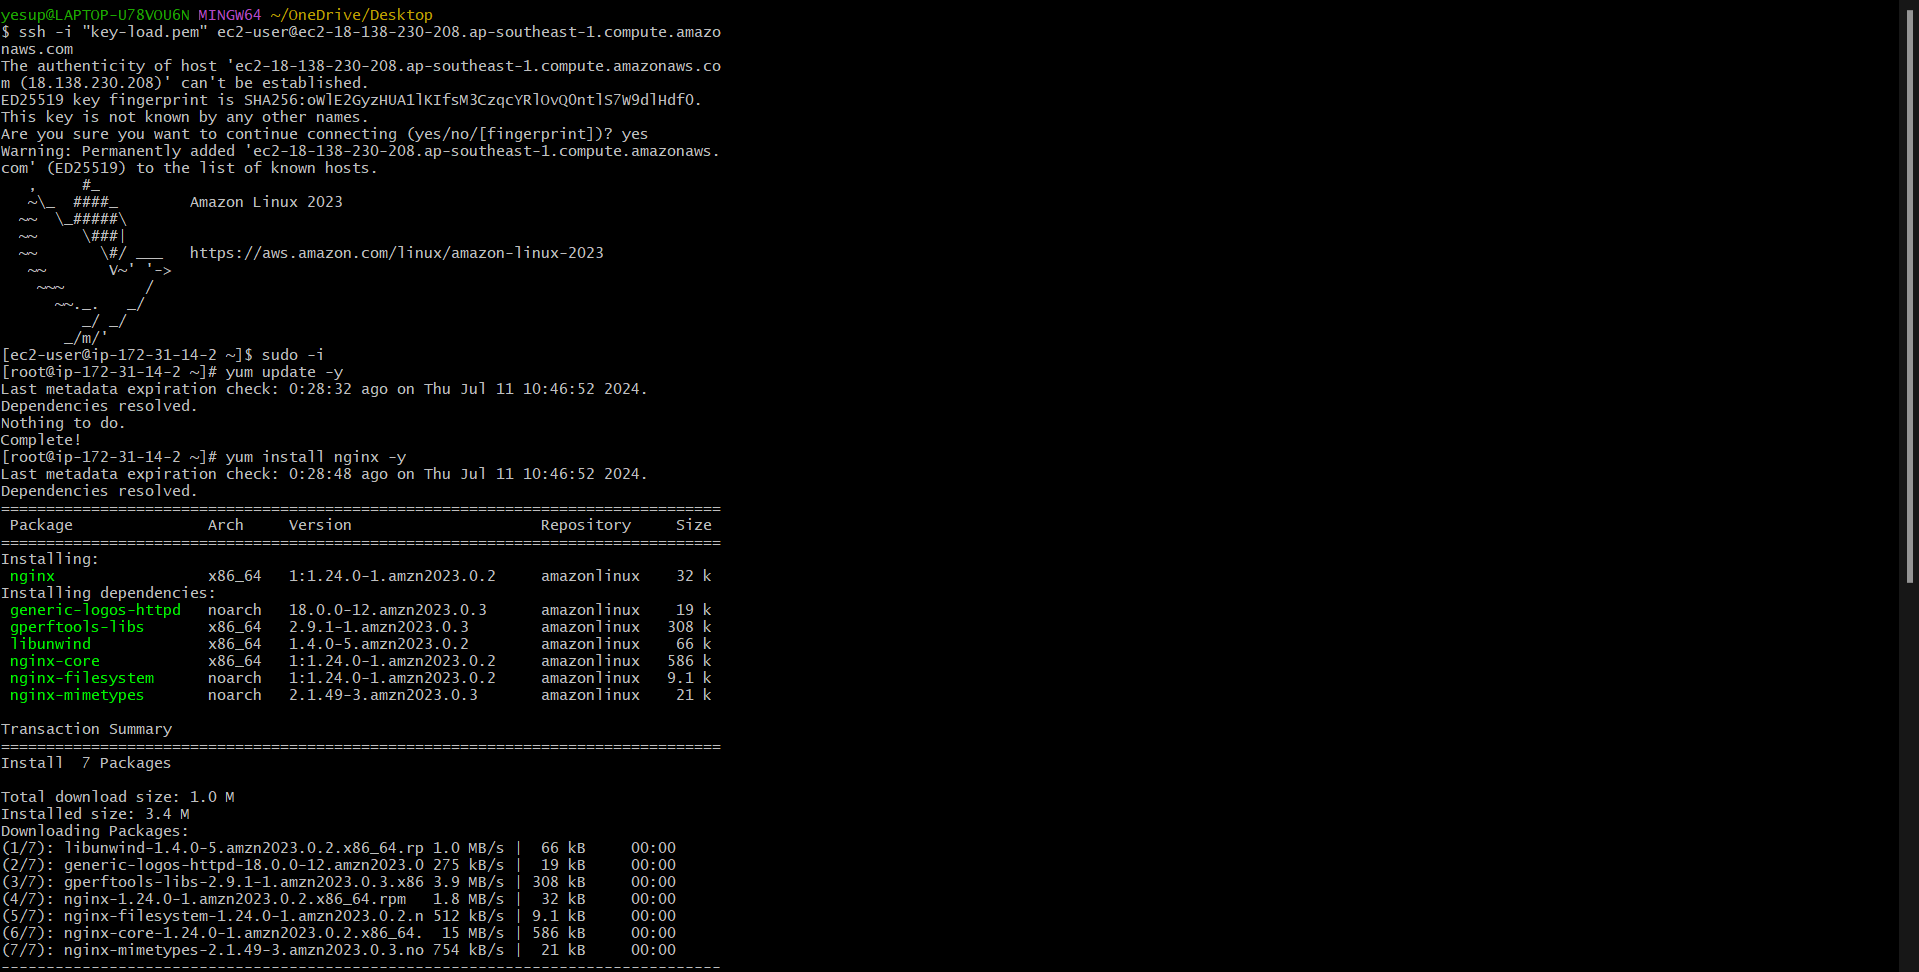 yesup@LAPTOP-U78VOU6N MINGW64 ~/OneDrive/Desktop
$ ssh -i "key-load.pem" ec2-user@ec2-18-138-230-208.ap-southeast-1.compute.amazo
naws.com
The authenticity of host 'ec2-18-138-230-208.ap-southeast-1.compute.amazonaws.co
m (18.138.230.208)' can't be established.
ED25519 key fingerprint is SHA256:oWlE2GyzHUA1lKIfsM3CzqcYRlOvQ0ntlS7W9dlHdf0.
This key is not known by any other names.
Are you sure you want to continue connecting (yes/no/[fingerprint])? yes
Warning: Permanently added 'ec2-18-138-230-208.ap-southeast-1.compute.amazonaws.
com' (ED25519) to the list of known hosts.
   ,     #_
   ~\_  ####_        Amazon Linux 2023
  ~~  \_#####\
  ~~     \###|
  ~~       \#/ ___   https://aws.amazon.com/linux/amazon-linux-2023
   ~~       V~' '->
    ~~~         /
      ~~._.   _/
         _/ _/
       _/m/'
[ec2-user@ip-172-31-14-2 ~]$ sudo -i
[root@ip-172-31-14-2 ~]# yum update -y
Last metadata expiration check: 0:28:32 ago on Thu Jul 11 10:46:52 2024.
Dependencies resolved.
Nothing to do.
Complete!
[root@ip-172-31-14-2 ~]# yum install nginx -y
Last metadata expiration check: 0:28:48 ago on Thu Jul 11 10:46:52 2024.
Dependencies resolved.
================================================================================
 Package               Arch     Version                     Repository     Size
================================================================================
Installing:
 nginx                 x86_64   1:1.24.0-1.amzn2023.0.2     amazonlinux    32 k
Installing dependencies:
 generic-logos-httpd   noarch   18.0.0-12.amzn2023.0.3      amazonlinux    19 k
 gperftools-libs       x86_64   2.9.1-1.amzn2023.0.3        amazonlinux   308 k
 libunwind             x86_64   1.4.0-5.amzn2023.0.2        amazonlinux    66 k
 nginx-core            x86_64   1:1.24.0-1.amzn2023.0.2     amazonlinux   586 k
 nginx-filesystem      noarch   1:1.24.0-1.amzn2023.0.2     amazonlinux   9.1 k
 nginx-mimetypes       noarch   2.1.49-3.amzn2023.0.3       amazonlinux    21 k

Transaction Summary
================================================================================
Install  7 Packages

Total download size: 1.0 M
Installed size: 3.4 M
Downloading Packages:
(1/7): libunwind-1.4.0-5.amzn2023.0.2.x86_64.rp 1.0 MB/s |  66 kB     00:00
(2/7): generic-logos-httpd-18.0.0-12.amzn2023.0 275 kB/s |  19 kB     00:00
(3/7): gperftools-libs-2.9.1-1.amzn2023.0.3.x86 3.9 MB/s | 308 kB     00:00
(4/7): nginx-1.24.0-1.amzn2023.0.2.x86_64.rpm   1.8 MB/s |  32 kB     00:00
(5/7): nginx-filesystem-1.24.0-1.amzn2023.0.2.n 512 kB/s | 9.1 kB     00:00
(6/7): nginx-core-1.24.0-1.amzn2023.0.2.x86_64.  15 MB/s | 586 kB     00:00
(7/7): nginx-mimetypes-2.1.49-3.amzn2023.0.3.no 754 kB/s |  21 kB     00:00
--------------------------------------------------------------------------------